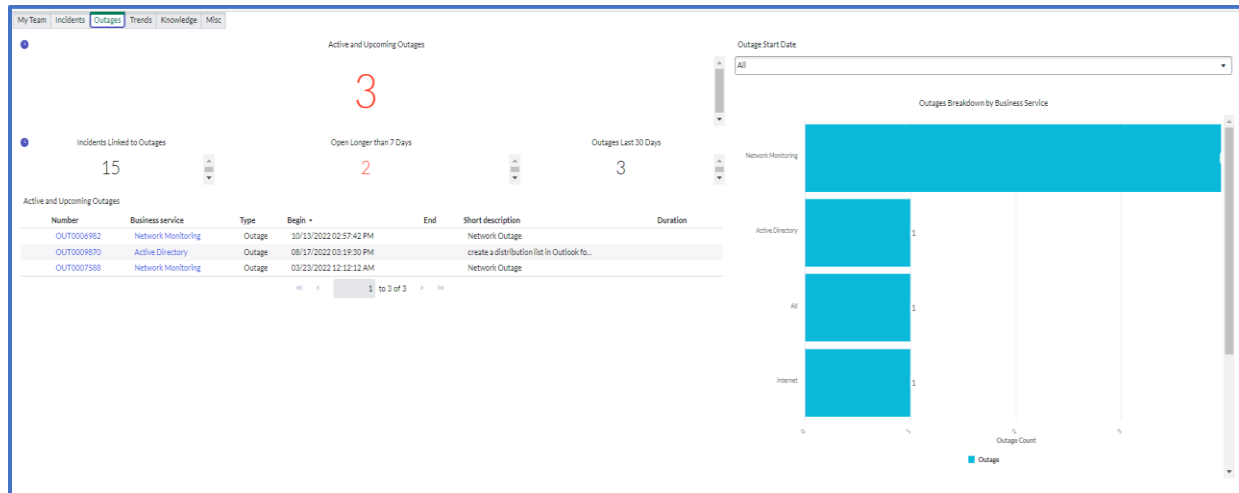 My Team Incidents Outages Trends Knowledge Misc
Active and Upcoming Outages
3
Incidents Linked to Outages
15
Open Longer than 7 Days
2
Outages Last 30 Days
3
Active and Upcoming Outages
Number Business service Type Begin End Short description Duration
OUT0006982 Network Monitoring Outage 10/13/2022 02:57:42 PM Network Outage
OUT0009870 Active Directory Outage 08/17/2022 03:19:30 PM create a distribution list in Outlook fo...
OUT0007588 Network Monitoring Outage 03/23/2022 12:12:12 AM Network Outage
1 to 3 of 3
Outage Start Date
All
Outages Breakdown by Business Service
Network Monitoring
Active Directory
1
All
1
Internet
1
0 1 2 3
Outage Count
Outage